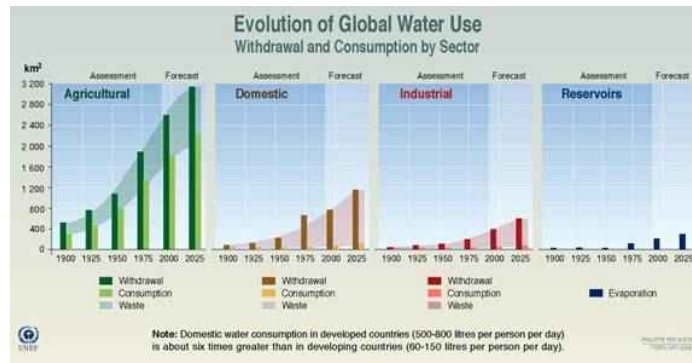 Evolution of Global Water Use
Withdrawal and Consumption by Sector
km³
Assessment Forecast Assessment Forecast Assessment Forecast Assessment Forecast
3 200
2 800
2 400
2 000
1 600
1 200
800
400
0
Agricultural Domestic Industrial Reservoirs
1900 1925 1950 1975 2000 2025 1900 1925 1950 1975 2000 2025 1900 1925 1950 1975 2000 2025 1900 1925 1950 1975 2000 2025
Withdrawal Withdrawal Withdrawal
Consumption Consumption Consumption Evaporation
Waste Waste Waste
UNEP
Note: Domestic water consumption in developed countries (500-800 litres per person per day)
is about six times greater than in developing countries (60-150 litres per person per day).